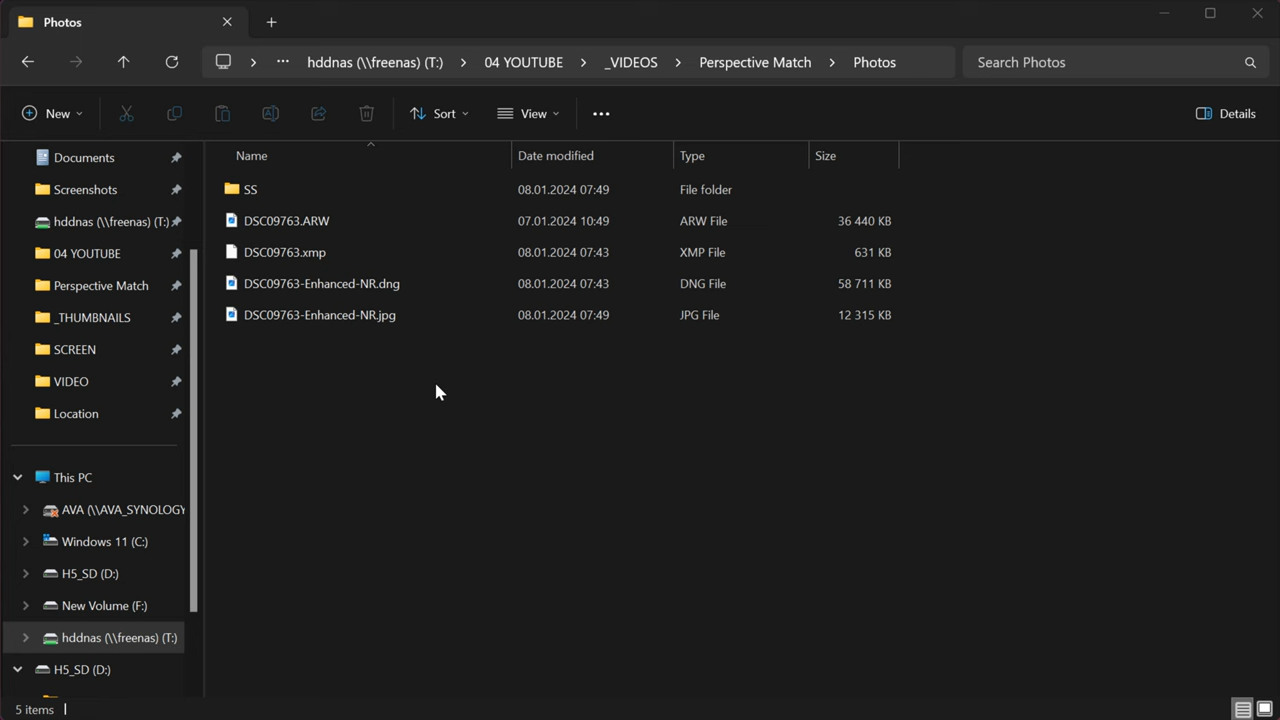 Photos
hddnas (\\freenas) (T:) 04 YOUTUBE _VIDEOS Perspective Match Photos Search Photos
New Sort View Details
Name Date modified Type Size
Documents
Screenshots
hddnas (\\freenas) (T:)
04 YOUTUBE
Perspective Match
_THUMBNAILS
SCREEN
VIDEO
Location
This PC
AVA (\\AVA_SYNOLOGY
Windows 11 (C:)
H5_SD (D:)
New Volume (F:)
hddnas (\\freenas) (T:)
H5_SD (D:)
SS 08.01.2024 07:49 File folder
DSC09763.ARW 07.01.2024 10:49 ARW File 36 440 KB
DSC09763.xmp 08.01.2024 07:43 XMP File 631 KB
DSC09763-Enhanced-NR.dng 08.01.2024 07:43 DNG File 58 711 KB
DSC09763-Enhanced-NR.jpg 08.01.2024 07:49 JPG File 12 315 KB
5 items